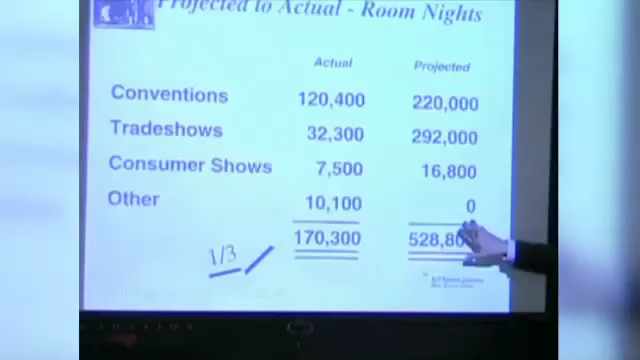 Projected to Actual - Room Nights
Actual Projected
Conventions 120,400 220,000
Tradeshows 32,300 292,000
Consumer Shows 7,500 16,800
Other 10,100 0
170,300 528,80
1/3